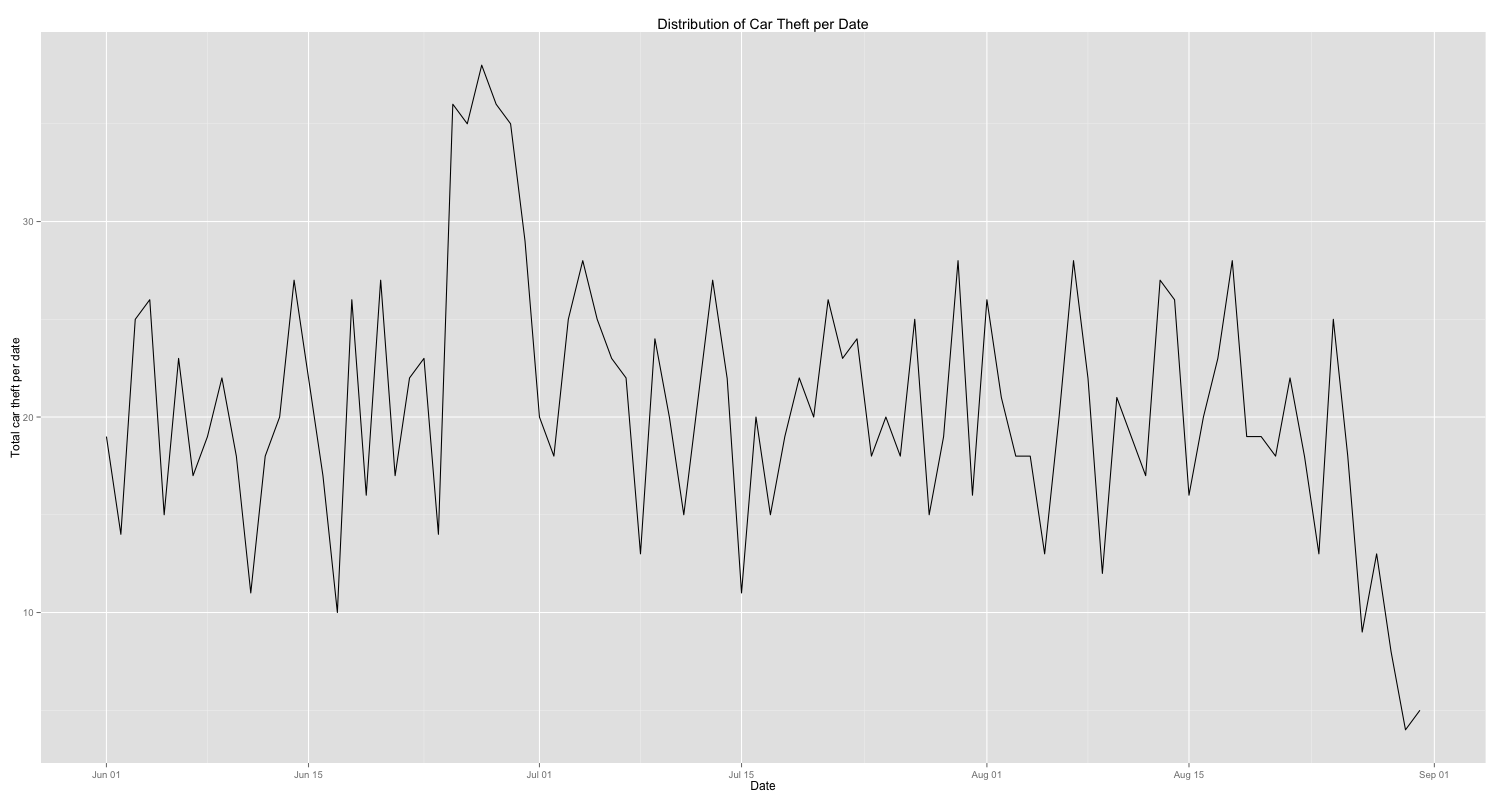 Distribution of Car Theft per Date
Total car theft per date
30
20
10
Jun 01
Jun 15
Jul 01
Jul 15
Aug 01
Aug 15
Sep 01
Date